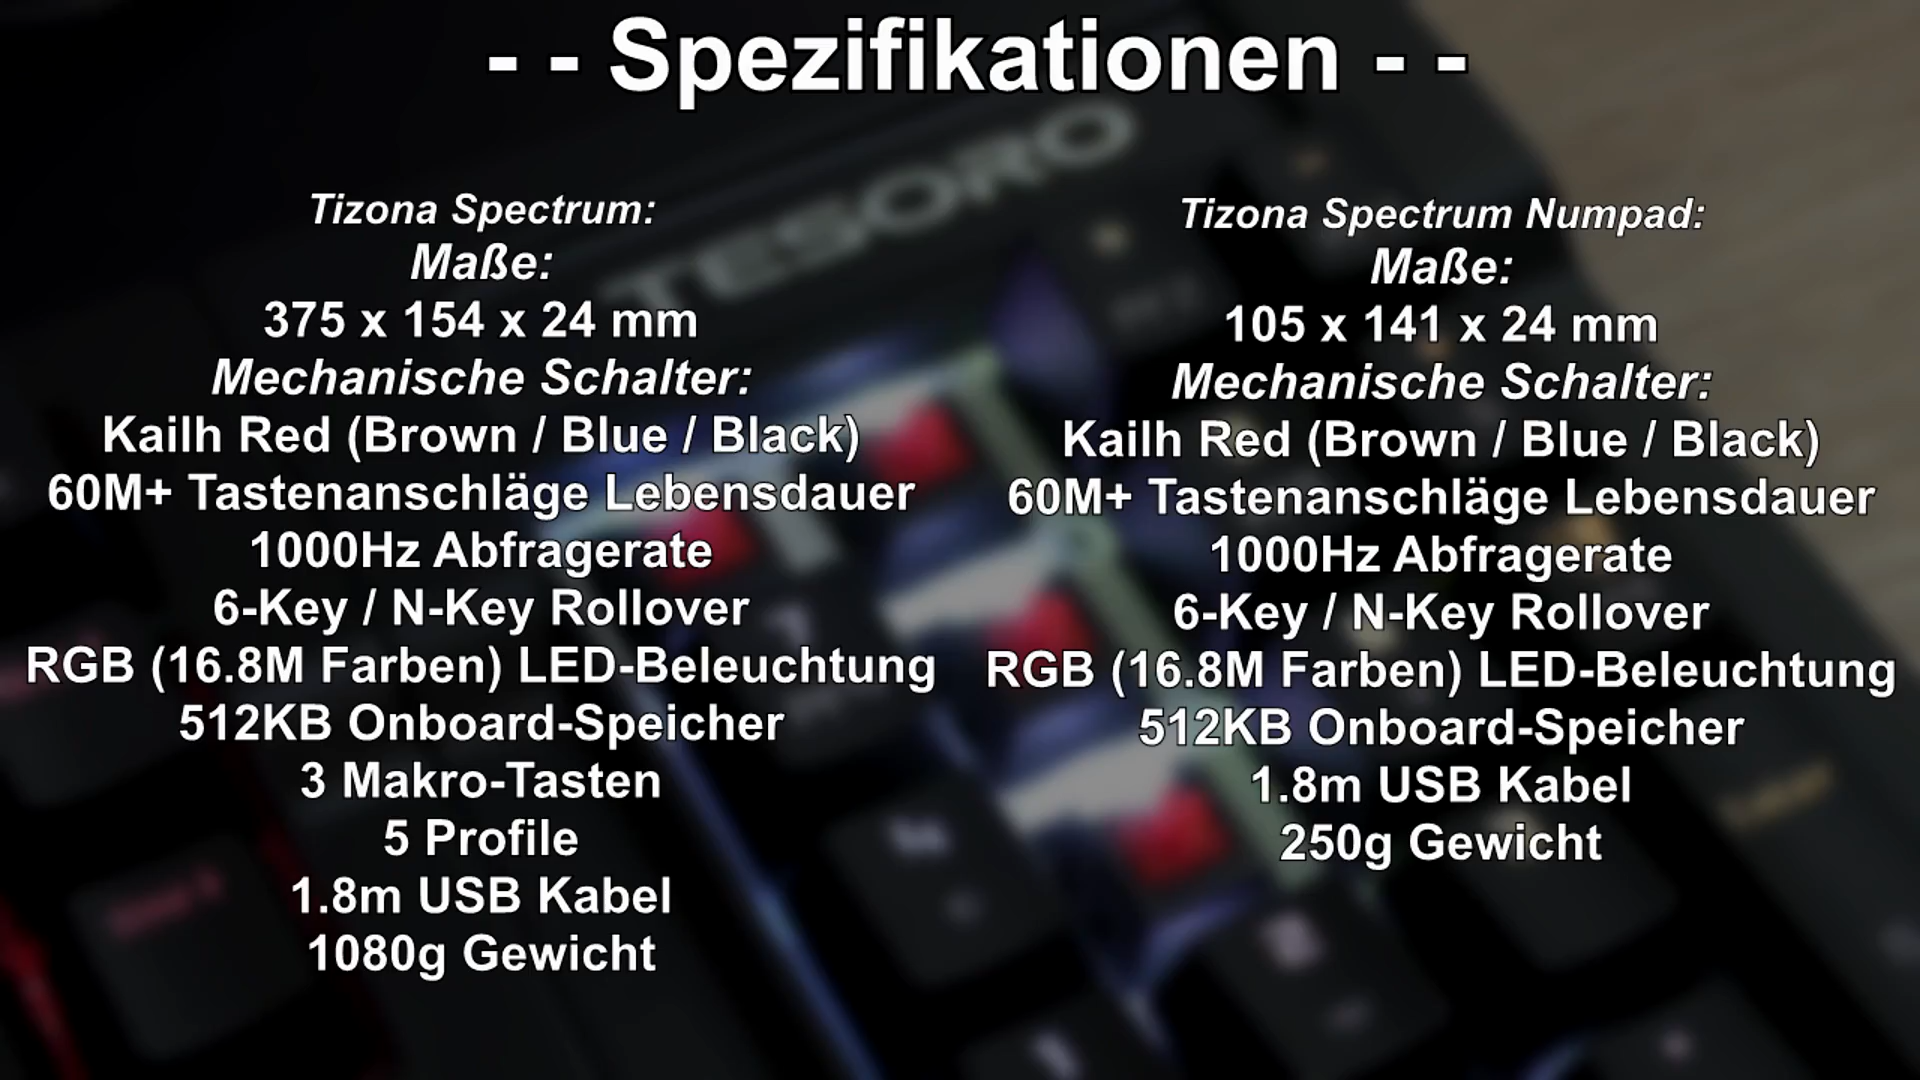 - - Spezifikationen - -
TESORO
Tizona Spectrum:
Maße:
375 x 154 x 24 mm
Mechanische Schalter:
Kailh Red (Brown / Blue / Black)
60M+ Tastenanschläge Lebensdauer
1000Hz Abfragerate
6-Key / N-Key Rollover
RGB (16.8M Farben) LED-Beleuchtung
512KB Onboard-Speicher
3 Makro-Tasten
5 Profile
1.8m USB Kabel
1080g Gewicht
Tizona Spectrum Numpad:
Maße:
105 x 141 x 24 mm
Mechanische Schalter:
Kailh Red (Brown / Blue / Black)
60M+ Tastenanschläge Lebensdauer
1000Hz Abfragerate
6-Key / N-Key Rollover
RGB (16.8M Farben) LED-Beleuchtung
512KB Onboard-Speicher
1.8m USB Kabel
250g Gewicht